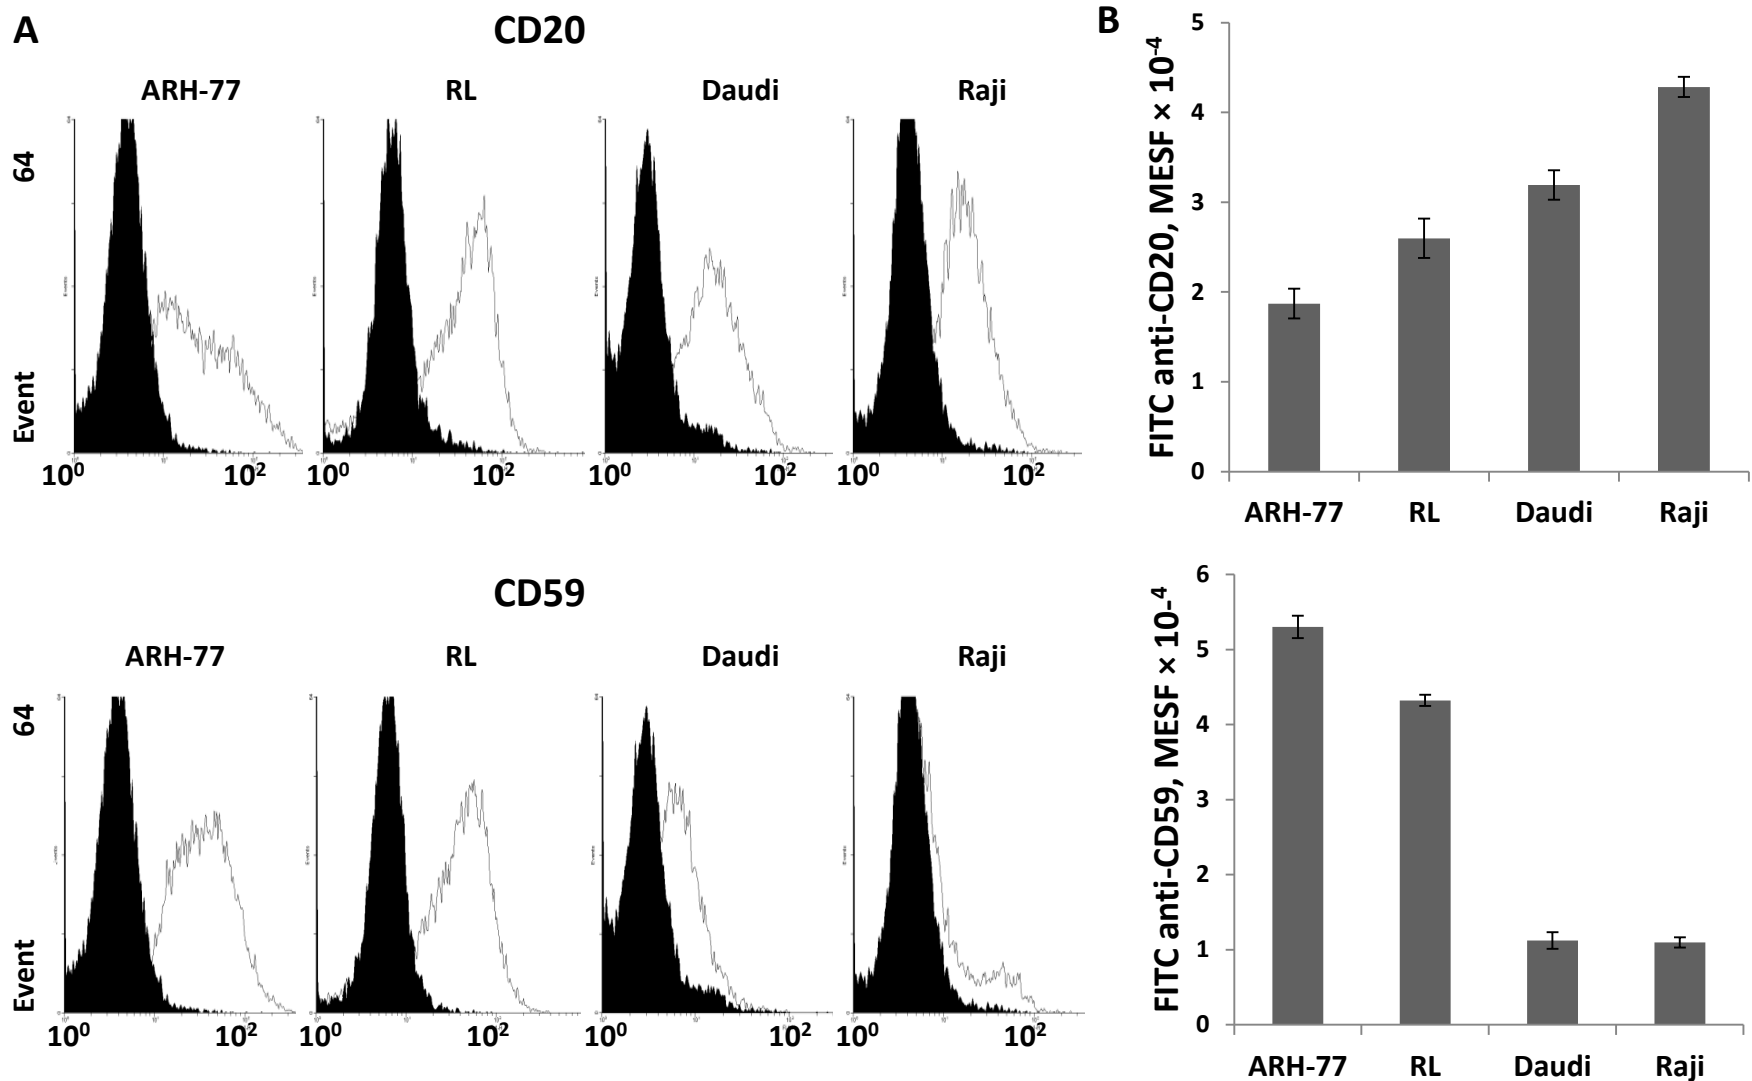 A
CD20
ARH-77
RL
Daudi
Raji
64
Event
10⁰
10²
10⁰
10²
10⁰
10²
10⁰
10²
CD59
ARH-77
RL
Daudi
Raji
64
Event
10⁰
10²
10⁰
10²
10⁰
10²
10⁰
10²
B
FITC anti-CD20, MESF × 10⁻⁴
5
4
3
2
1
0
ARH-77
RL
Daudi
Raji
FITC anti-CD59, MESF × 10-⁴
6
5
4
3
2
1
0
ARH-77
RL
Daudi
Raji